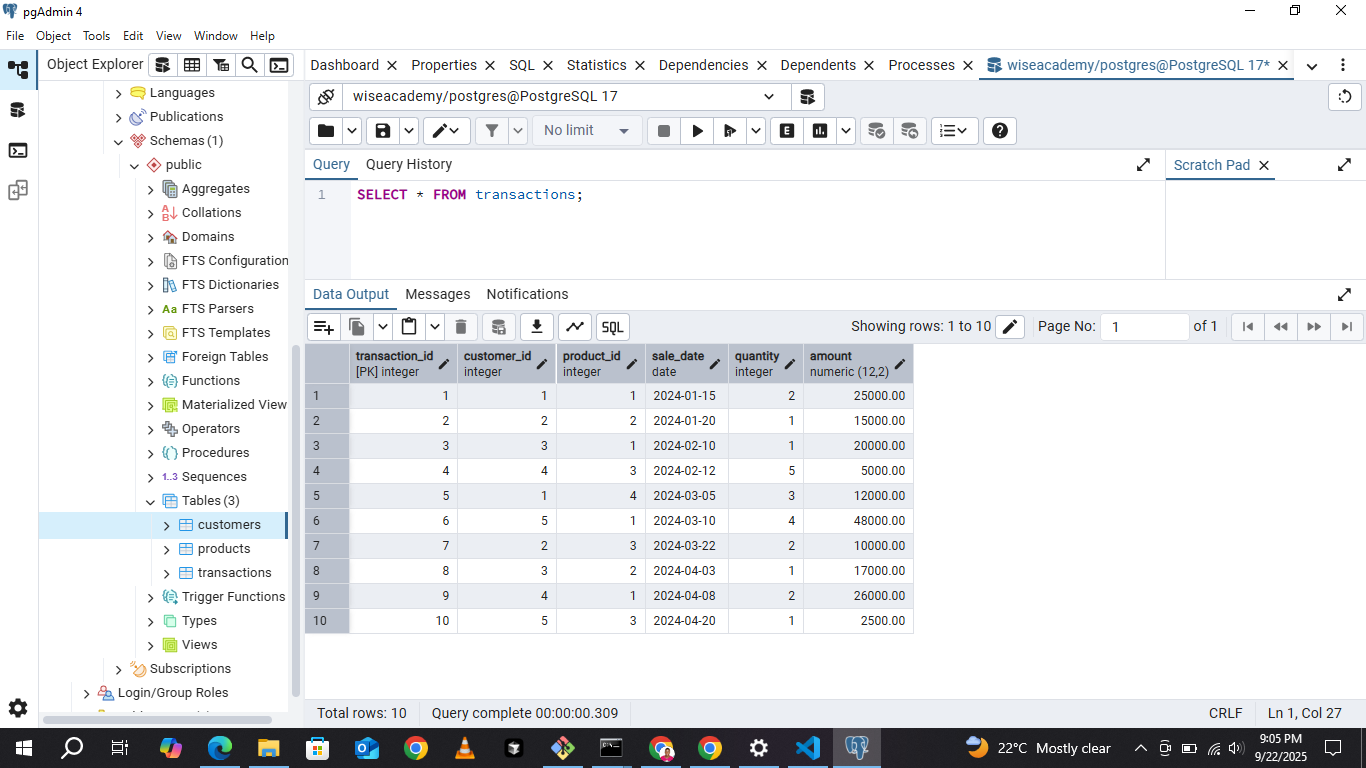 pgAdmin 4
File Object Tools Edit View Window Help
Object Explorer
Dashboard Properties SQL Statistics Dependencies Dependents Processes wiseacademy/postgres@PostgreSQL 17*
Languages
Publications
Schemas (1)
public
Aggregates
Collations
Domains
FTS Configuration
FTS Dictionaries
Aa FTS Parsers
FTS Templates
Foreign Tables
Functions
Materialized View
Operators
Procedures
1..3 Sequences
Tables (3)
customers
products
transactions
Trigger Functions
Types
Views
Subscriptions
Login/Group Roles
wiseacademy/postgres@PostgreSQL 17
No limit E
Query Query History
Scratch Pad
1 SELECT * FROM transactions;
Data Output Messages Notifications
SQL Showing rows: 1 to 10 Page No: 1 of 1
transaction_id customer_id product_id sale_date quantity amount
[PK] integer integer integer date integer numeric (12,2)
1 1 1 1 2024-01-15 2 25000.00
2 2 2 2 2024-01-20 1 15000.00
3 3 3 1 2024-02-10 1 20000.00
4 4 4 3 2024-02-12 5 5000.00
5 5 1 4 2024-03-05 3 12000.00
6 6 5 1 2024-03-10 4 48000.00
7 7 2 3 2024-03-22 2 10000.00
8 8 3 2 2024-04-03 1 17000.00
9 9 4 1 2024-04-08 2 26000.00
10 10 5 3 2024-04-20 1 2500.00
Total rows: 10 Query complete 00:00:00.309 CRLF Ln 1, Col 27
22°C Mostly clear
9:05 PM
9/22/2025